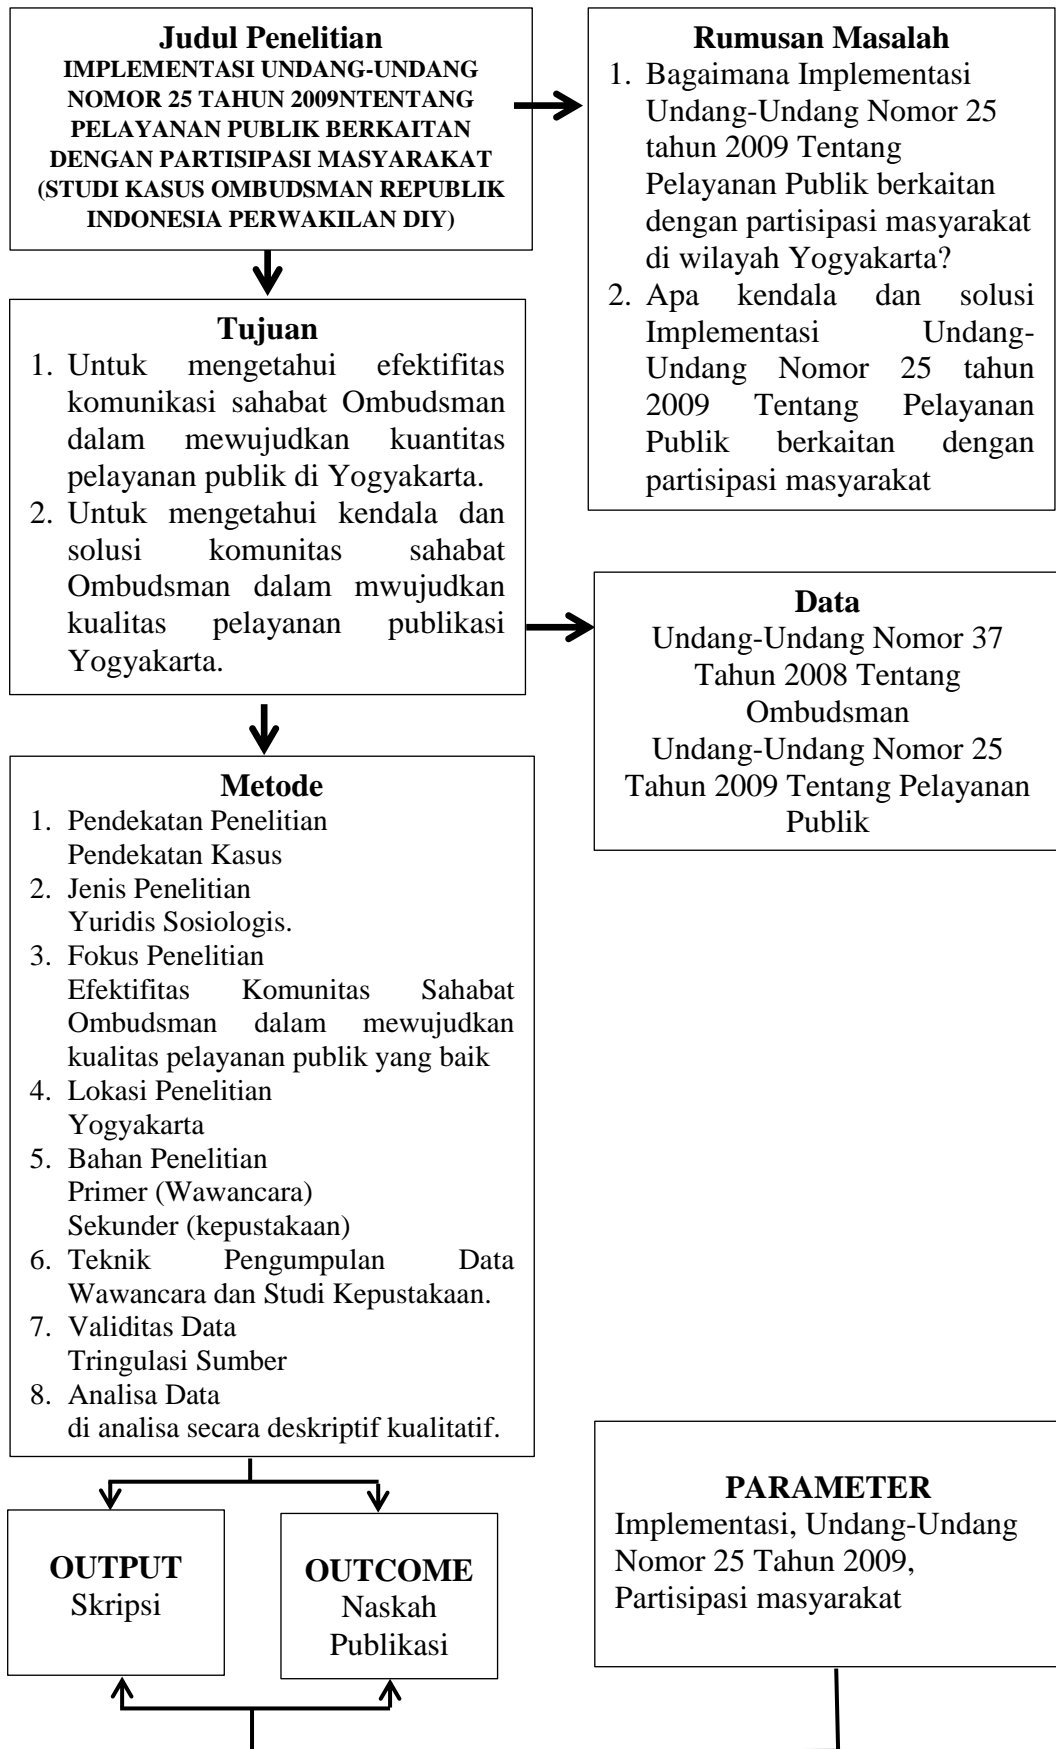 Judul Penelitian
IMPLEMENTASI UNDANG-UNDANG
NOMOR 25 TAHUN 2009NTENTANG
PELAYANAN PUBLIK BERKAITAN
DENGAN PARTISIPASI MASYARAKAT
(STUDI KASUS OMBUDSMAN REPUBLIK
INDONESIA PERWAKILAN DIY)
Rumusan Masalah
1. Bagaimana Implementasi
Undang-Undang Nomor 25
tahun 2009 Tentang
Pelayanan Publik berkaitan
dengan partisipasi masyarakat
di wilayah Yogyakarta?
2. Apa kendala dan solusi
Implementasi Undang-
Undang Nomor 25 tahun
2009 Tentang Pelayanan
Publik berkaitan dengan
partisipasi masyarakat
Tujuan
1. Untuk mengetahui efektifitas
komunikasi sahabat Ombudsman
dalam mewujudkan kuantitas
pelayanan publik di Yogyakarta.
2. Untuk mengetahui kendala dan
solusi komunitas sahabat
Ombudsman dalam mwujudkan
kualitas pelayanan publikasi
Yogyakarta.
Data
Undang-Undang Nomor 37
Tahun 2008 Tentang
Ombudsman
Undang-Undang Nomor 25
Tahun 2009 Tentang Pelayanan
Publik
Metode
1. Pendekatan Penelitian
Pendekatan Kasus
2. Jenis Penelitian
Yuridis Sosiologis.
3. Fokus Penelitian
Efektifitas Komunitas Sahabat
Ombudsman dalam mewujudkan
kualitas pelayanan publik yang baik
4. Lokasi Penelitian
Yogyakarta
5. Bahan Penelitian
Primer (Wawancara)
Sekunder (kepustakaan)
6. Teknik Pengumpulan Data
Wawancara dan Studi Kepustakaan.
7. Validitas Data
Tringulasi Sumber
8. Analisa Data
di analisa secara deskriptif kualitatif.
OUTPUT
Skripsi
OUTCOME
Naskah
Publikasi
PARAMETER
Implementasi, Undang-Undang
Nomor 25 Tahun 2009,
Partisipasi masyarakat